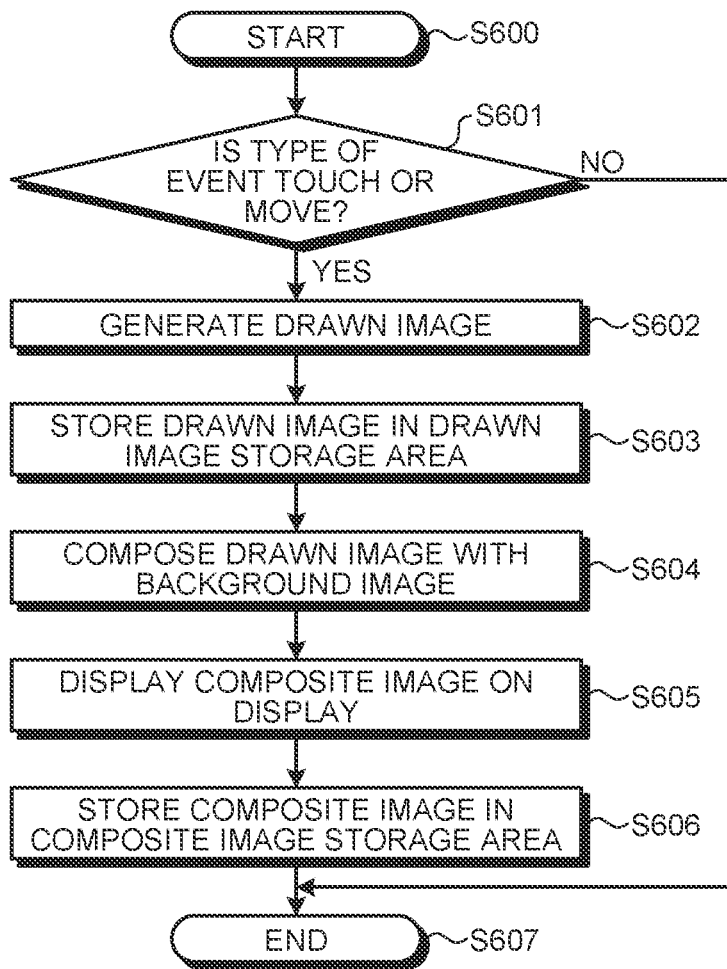 START
S600
S601
IS TYPE OF
EVENT TOUCH OR
MOVE?
NO
YES
GENERATE DRAWN IMAGE
S602
STORE DRAWN IMAGE IN DRAWN
IMAGE STORAGE AREA
S603
COMPOSE DRAWN IMAGE WITH
BACKGROUND IMAGE
S604
DISPLAY COMPOSITE IMAGE ON
DISPLAY
S605
STORE COMPOSITE IMAGE IN
COMPOSITE IMAGE STORAGE AREA
S606
END
S607